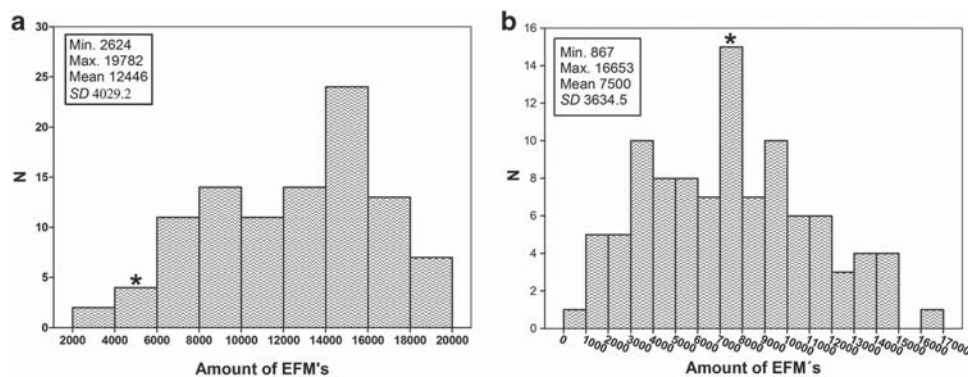 a
30
25
20
15
10
5
0
N
Min. 2624
Max. 19782
Mean 12446
SD 4029.2
*
2000 4000 6000 8000 10000 12000 14000 16000 18000 20000
Amount of EFM's
b
16
14
12
10
8
6
4
2
0
N
Min. 867
Max. 16653
Mean 7500
SD 3634.5
*
0 1000 2000 3000 4000 5000 6000 7000 8000 9000 10000 11000 12000 13000 14000 15000 16000 17000
Amount of EFM´s